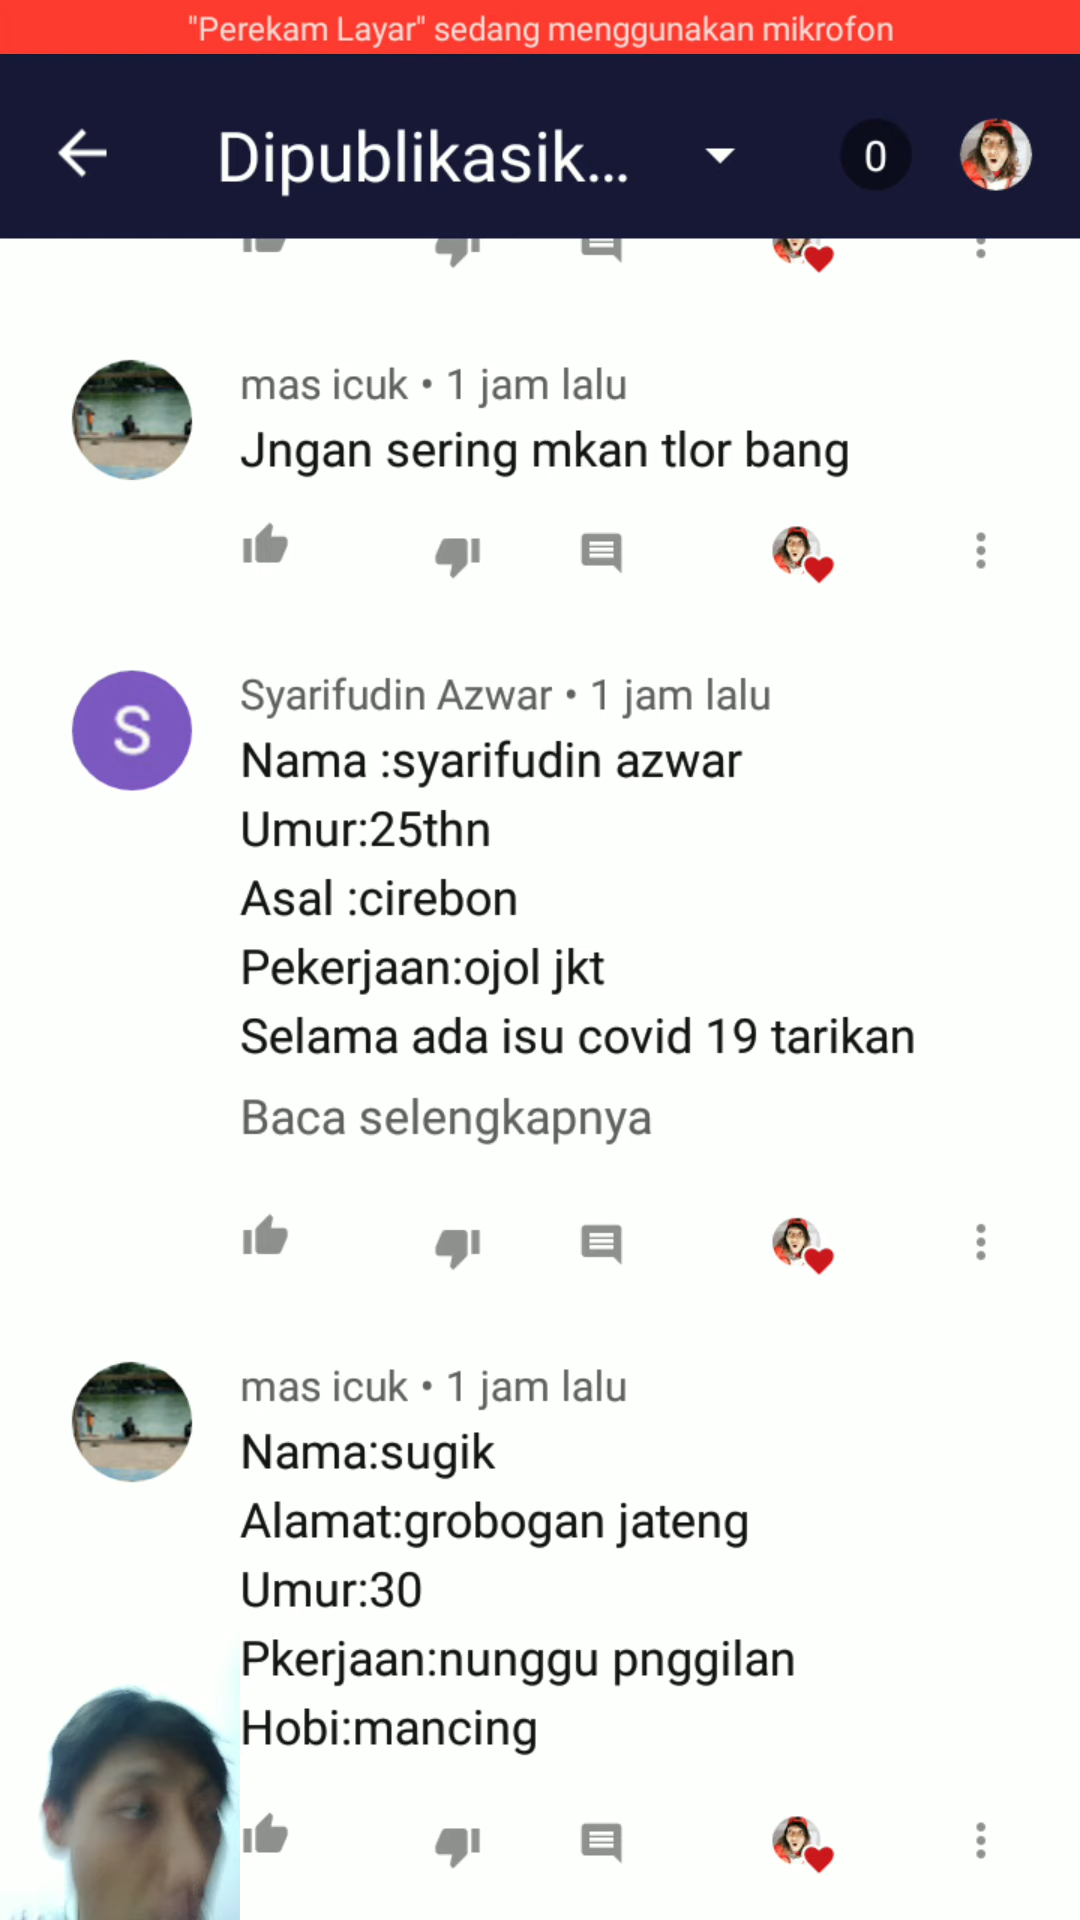 "Perekam Layar" sedang menggunakan mikrofon
Dipublikasik...
0
mas icuk • 1 jam lalu
Jngan sering mkan tlor bang
S
Syarifudin Azwar • 1 jam lalu
Nama :syarifudin azwar
Umur:25thn
Asal :cirebon
Pekerjaan:ojol jkt
Selama ada isu covid 19 tarikan
Baca selengkapnya
mas icuk • 1 jam lalu
Nama:sugik
Alamat:grobogan jateng
Umur:30
Pkerjaan:nunggu pnggilan
Hobi:mancing